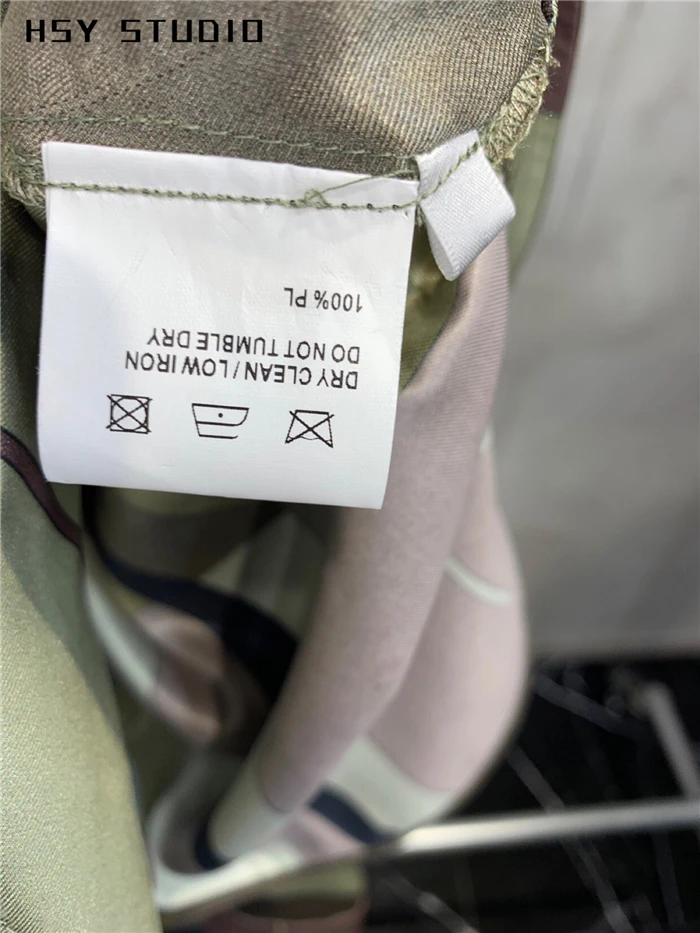 HSY STUDIO
DRY CLEAN / LOW IRON
DO NOT TUMBLE DRY
100% PL